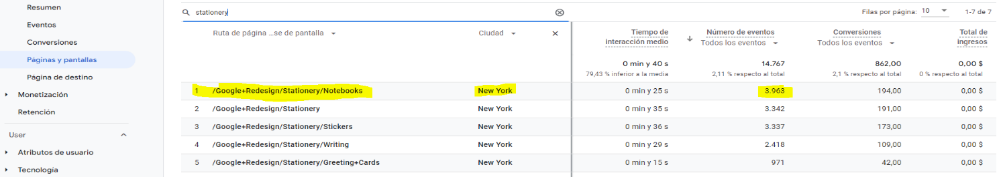 Resumen
Eventos
Conversiones
Páginas y pantallas
Página de destino
Monetización
Retención
User
Atributos de usuario
Tecnología
stationery
Filas por página: 10 1-7 de 7
Ruta de página ...se de pantalla Ciudad Tiempo de interacción medio Número de eventos Todos los eventos Conversiones Todos los eventos Total de ingresos
0 min y 40 s 14.767 862,00 0,00 $
79,43 % inferior a la media 2,11 % respecto al total 2,1 % respecto al total 0 % respecto al total
1 /Google+Redesign/Stationery/Notebooks New York 0 min y 25 s 3.963 194,00 0,00 $
2 /Google+Redesign/Stationery New York 0 min y 35 s 3.342 191,00 0,00 $
3 /Google+Redesign/Stationery/Stickers New York 0 min y 36 s 3.337 173,00 0,00 $
4 /Google+Redesign/Stationery/Writing New York 0 min y 29 s 2.418 109,00 0,00 $
5 /Google+Redesign/Stationery/Greeting+Cards New York 0 min y 15 s 971 42,00 0,00 $